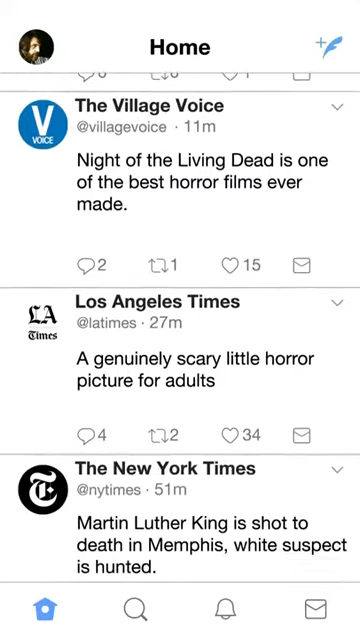 Home
The Village Voice
@villagevoice · 11m
V
VOICE
Night of the Living Dead is one
of the best horror films ever
made.
2 1 15
Los Angeles Times
@latimes · 27m
LA
Times
A genuinely scary little horror
picture for adults
4 2 34
The New York Times
@nytimes · 51m
T
Martin Luther King is shot to
death in Memphis, white suspect
is hunted.